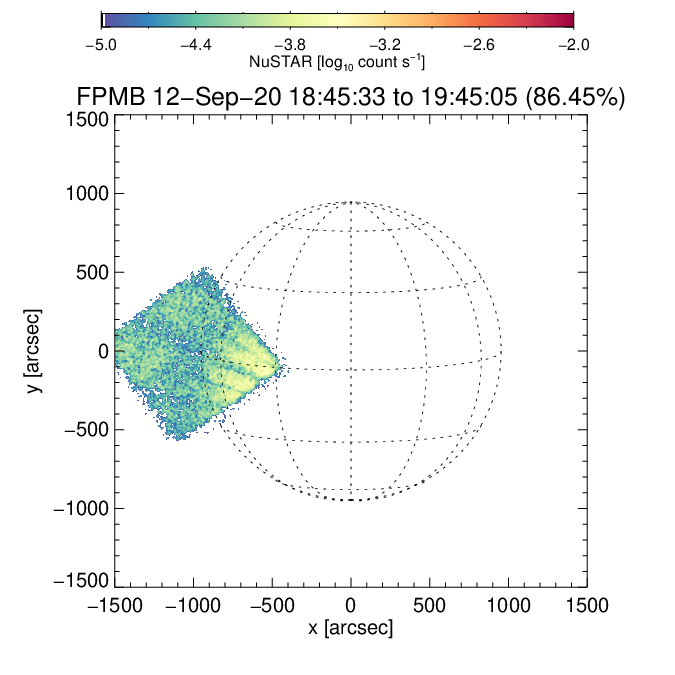 −5.0 −4.4 −3.8 −3.2 −2.6 −2.0
NuSTAR [log₁₀ count s⁻¹]
FPMB 12−Sep−20 18:45:33 to 19:45:05 (86.45%)
1500
1000
500
0
−500
−1000
−1500
y [arcsec]
−1500 −1000 −500 0 500 1000 1500
x [arcsec]